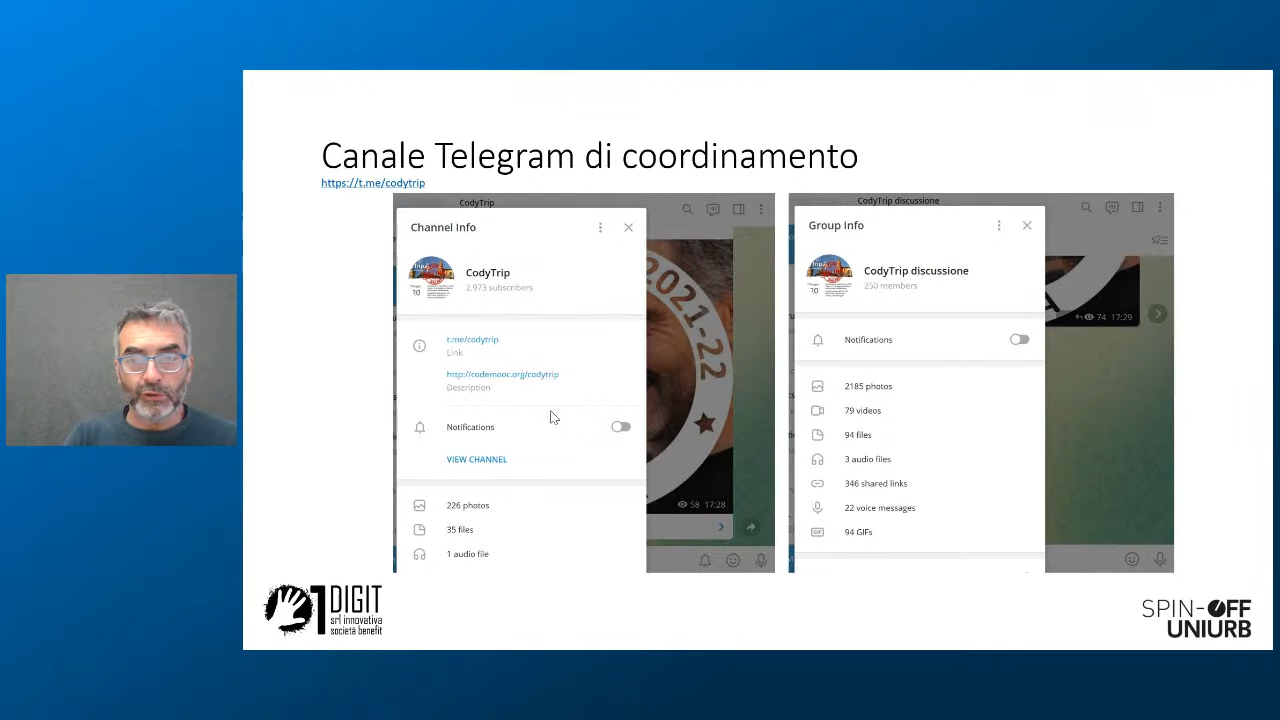 Canale Telegram di coordinamento
https://t.me/codytrip
CodyTrip
Channel Info
CodyTrip
2.973 subscribers
t.me/codytrip
Link
http://codemooc.org/codytrip
Description
Notifications
VIEW CHANNEL
226 photos
35 files
1 audio file
2021-22
58 17:28
CodyTrip discussione
Group Info
CodyTrip discussione
250 members
Notifications
2185 photos
79 videos
94 files
3 audio files
346 shared links
22 voice messages
GIF 94 GIFs
74 17:29
1 DIGIT
srl innovativa
società benefit
SPIN-OFF
UNIURB